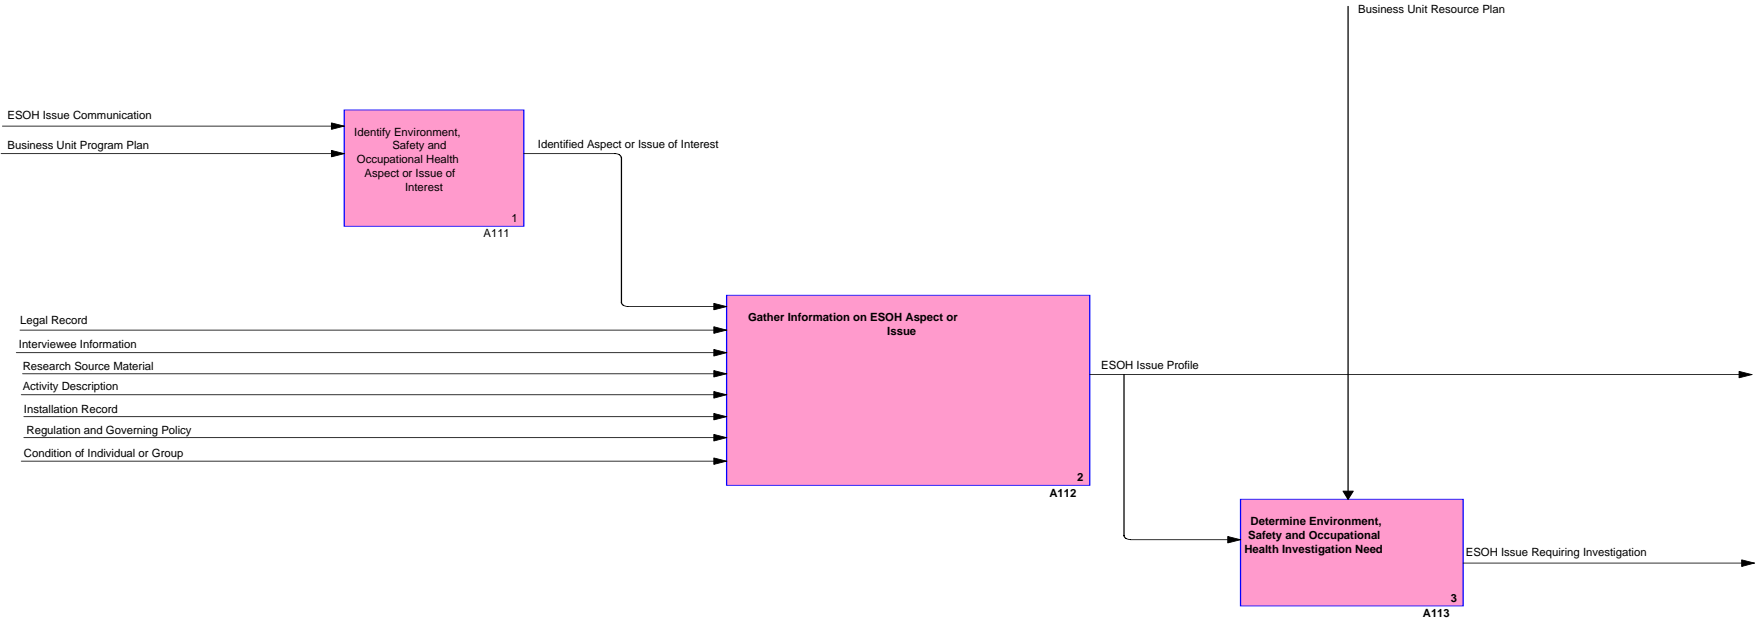 Business Unit Resource Plan
ESOH Issue Communication
Business Unit Program Plan
Identify Environment,
Safety and
Occupational Health
Aspect or Issue of
Interest
1
A111
Identified Aspect or Issue of Interest
Legal Record
Interviewee Information
Research Source Material
Activity Description
Installation Record
Regulation and Governing Policy
Condition of Individual or Group
Gather Information on ESOH Aspect or
Issue
2
A112
ESOH Issue Profile
Determine Environment,
Safety and Occupational
Health Investigation Need
3
A113
ESOH Issue Requiring Investigation